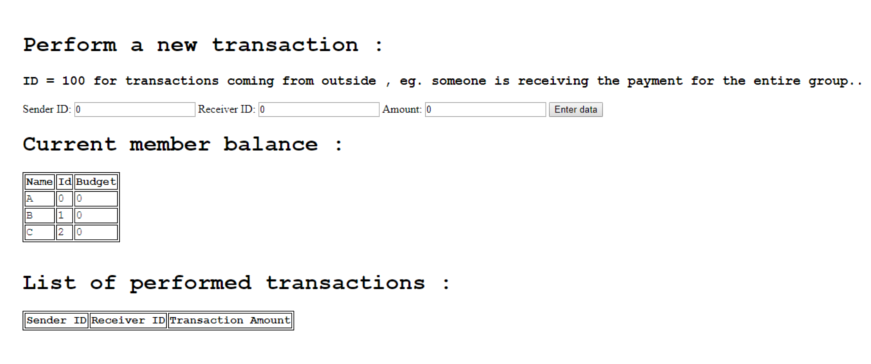 Perform a new transaction :
ID = 100 for transactions coming from outside , eg. someone is receiving the payment for the entire group..
Sender ID: 0 Receiver ID: 0 Amount: 0 Enter data
Current member balance :
Name Id Budget
A 0 0
B 1 0
C 2 0
List of performed transactions :
Sender ID Receiver ID Transaction Amount